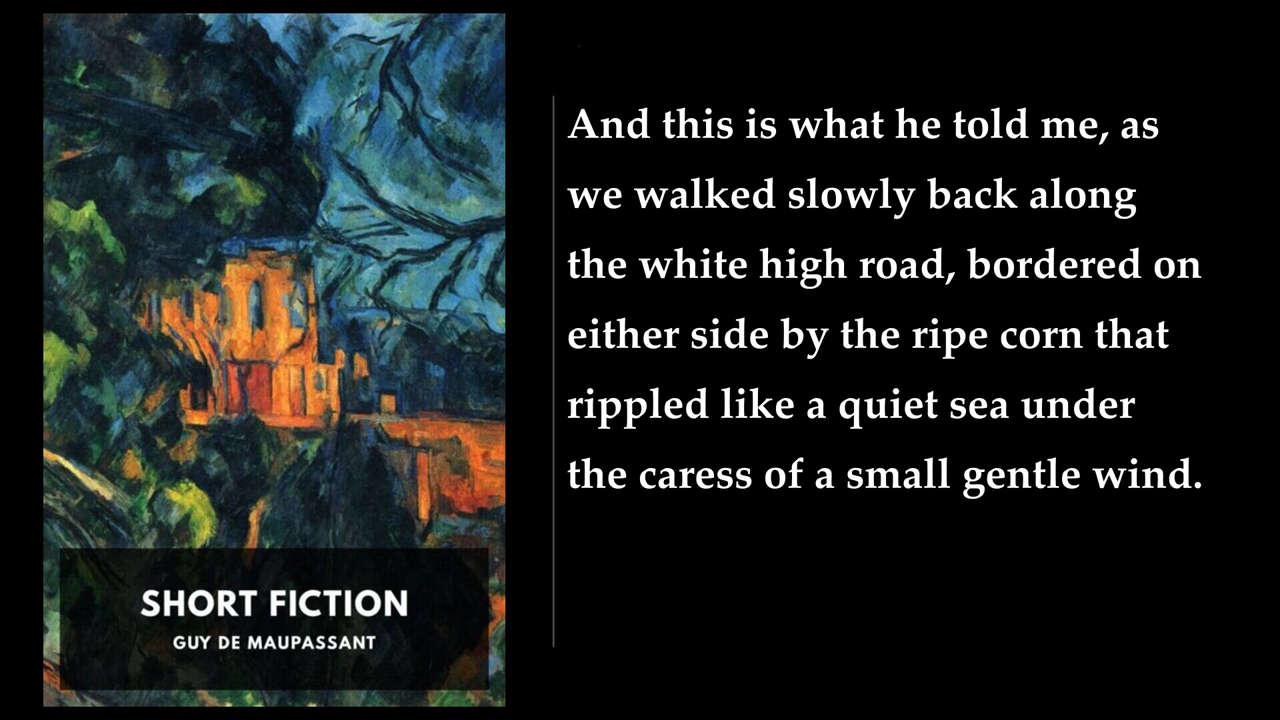 SHORT FICTION
GUY DE MAUPASSANT
And this is what he told me, as
we walked slowly back along
the white high road, bordered on
either side by the ripe corn that
rippled like a quiet sea under
the caress of a small gentle wind.